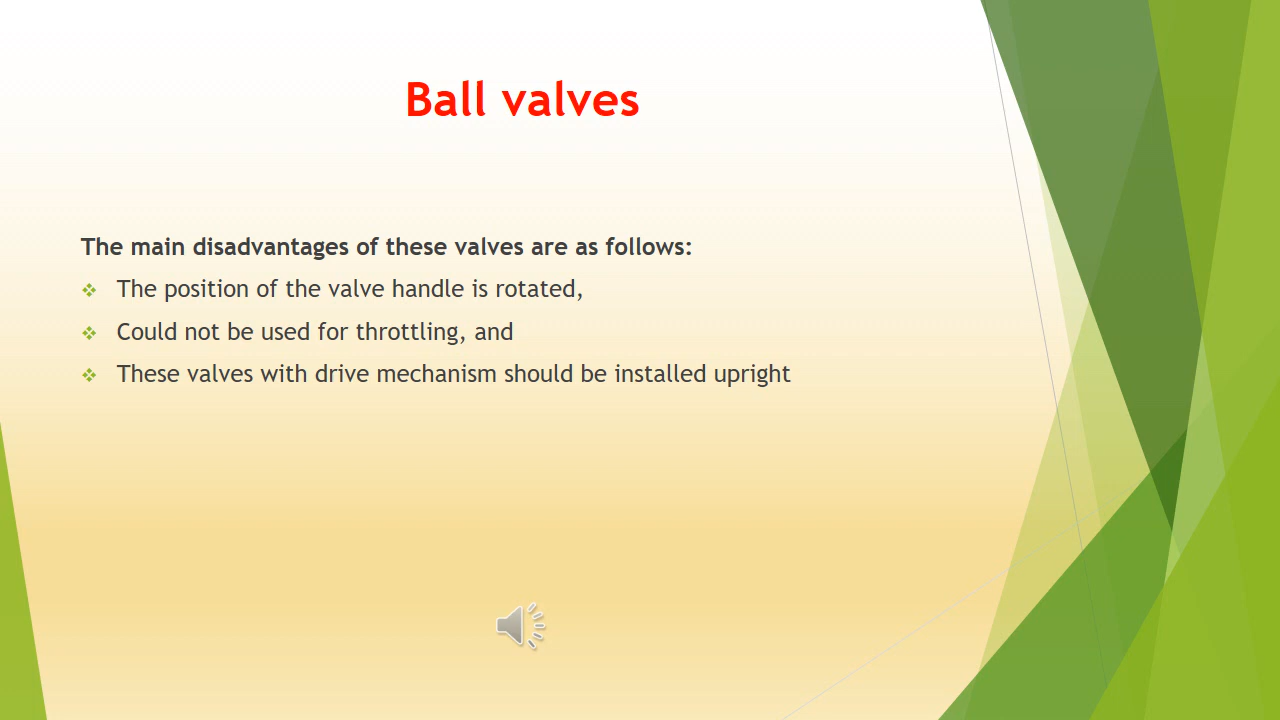 Ball valves
The main disadvantages of these valves are as follows:
The position of the valve handle is rotated,
Could not be used for throttling, and
These valves with drive mechanism should be installed upright